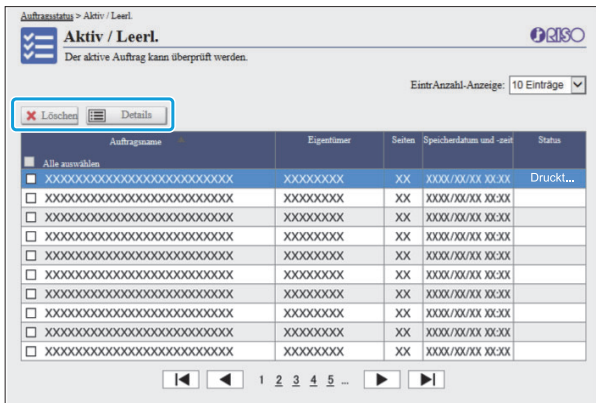 Auftragsstatus > Aktiv / Leerl.
Aktiv / Leerl.
RISO
Der aktive Auftrag kann überprüft werden.
EintrAnzahl-Anzeige: 10 Einträge
Löschen Details
Auftragsname Eigentümer Seiten Speicherdatum und -zeit Status
Alle auswählen
XXXXXXXXXXXXXXXXXXXXXXXXX XXXXXXXX XX XXXX/XX/XX XX:XX Druckt...
XXXXXXXXXXXXXXXXXXXXXXXXX XXXXXXXX XX XXXX/XX/XX XX:XX
XXXXXXXXXXXXXXXXXXXXXXXXX XXXXXXXX XX XXXX/XX/XX XX:XX
XXXXXXXXXXXXXXXXXXXXXXXXX XXXXXXXX XX XXXX/XX/XX XX:XX
XXXXXXXXXXXXXXXXXXXXXXXXX XXXXXXXX XX XXXX/XX/XX XX:XX
XXXXXXXXXXXXXXXXXXXXXXXXX XXXXXXXX XX XXXX/XX/XX XX:XX
XXXXXXXXXXXXXXXXXXXXXXXXX XXXXXXXX XX XXXX/XX/XX XX:XX
XXXXXXXXXXXXXXXXXXXXXXXXX XXXXXXXX XX XXXX/XX/XX XX:XX
XXXXXXXXXXXXXXXXXXXXXXXXX XXXXXXXX XX XXXX/XX/XX XX:XX
XXXXXXXXXXXXXXXXXXXXXXXXX XXXXXXXX XX XXXX/XX/XX XX:XX
1 2 3 4 5 ...